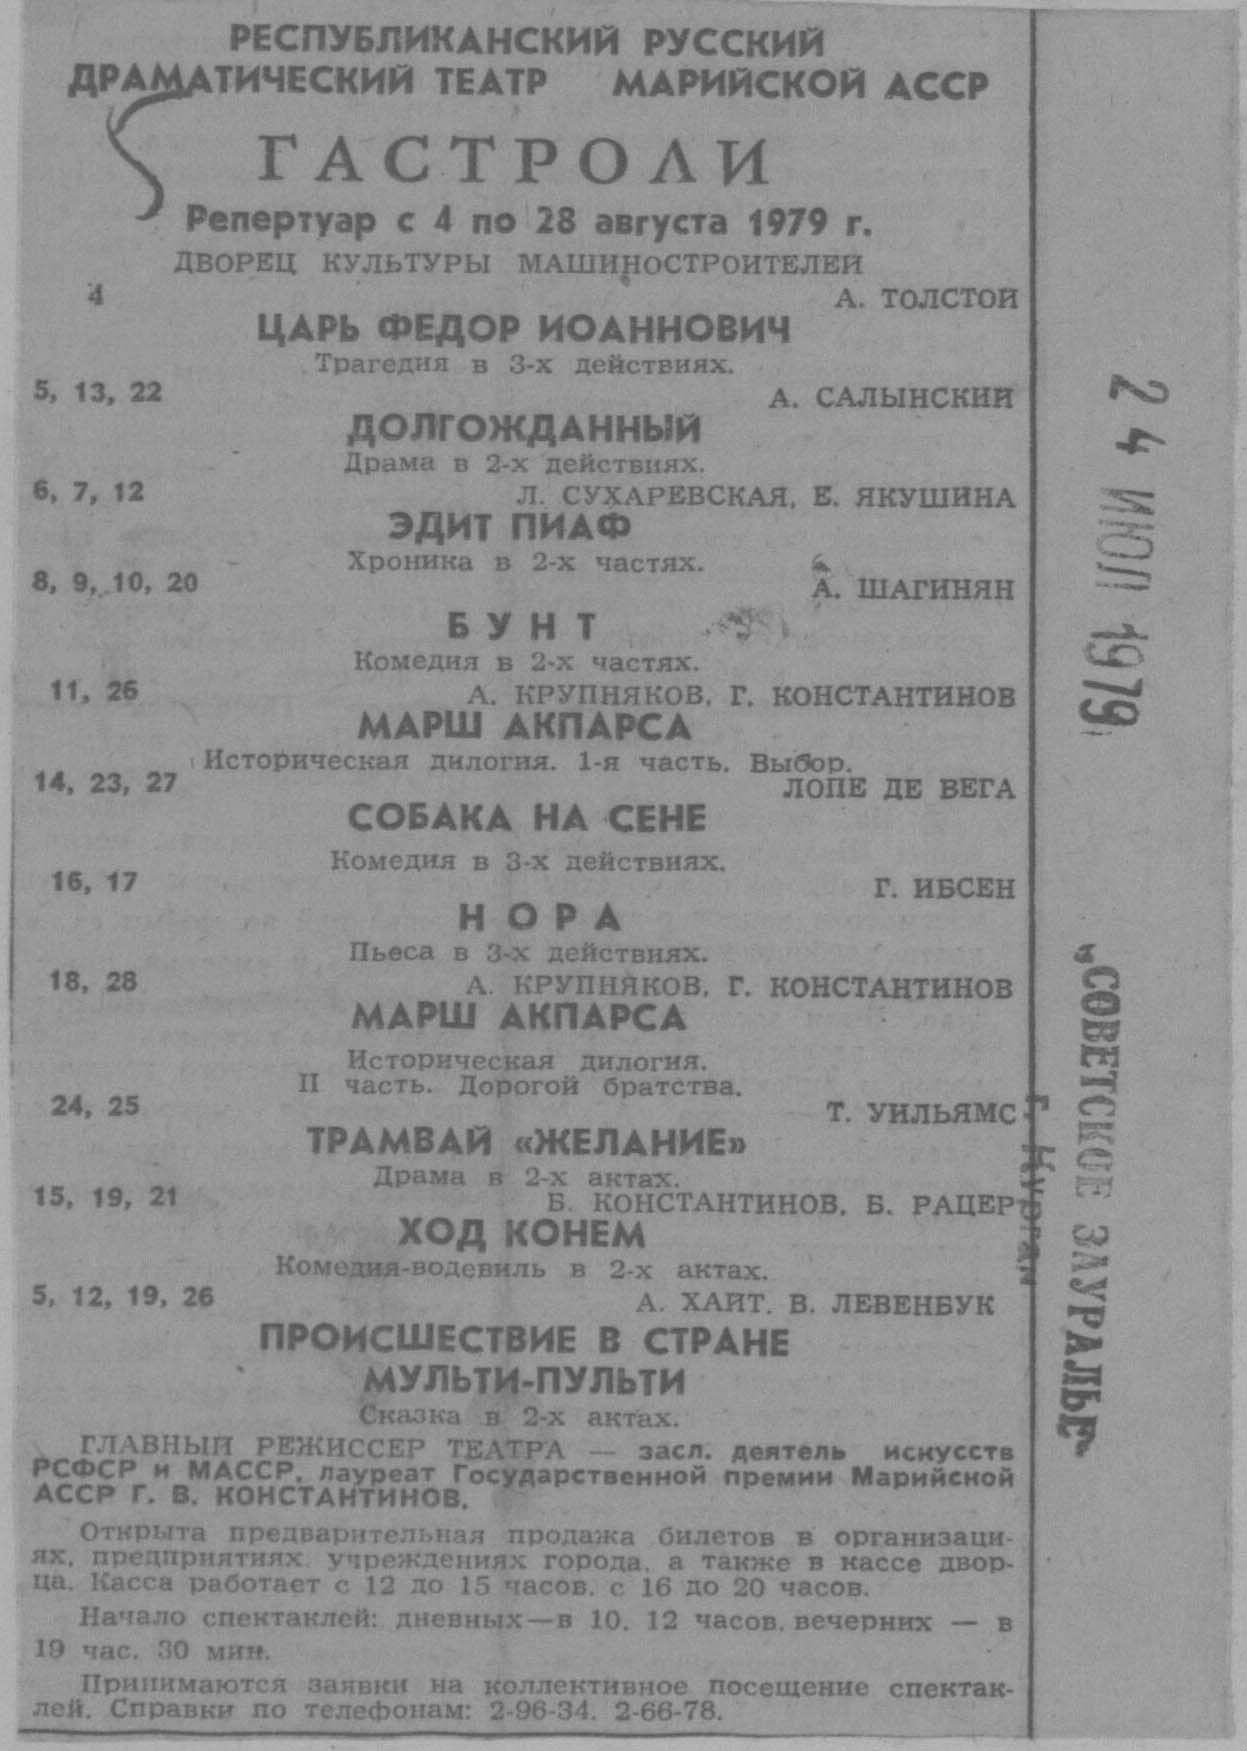 РЕСПУБЛИКАНСКИЙ РУССКИЙ
ДРАМАТИЧЕСКИЙ ТЕАТР МАРИЙСКОЙ АССР
ГАСТРОЛИ
Репертуар с 4 по 28 августа 1979 г.
ДВОРЕЦ КУЛЬТУРЫ МАШИНОСТРОИТЕЛЕЙ
4
А. ТОЛСТОЙ
ЦАРЬ ФЕДОР ИОАННОВИЧ
Трагедия в 3-х действиях.
5, 13, 22
А. САЛЫНСКИЙ
ДОЛГОЖДАННЫЙ
Драма в 2-х действиях.
6, 7, 12
Л. СУХАРЕВСКАЯ, Е. ЯКУШИНА
ЭДИТ ПИАФ
Хроника в 2-х частях.
8, 9, 10, 20
А. ШАГИНЯН
БУНТ
Комедия в 2-х частях.
11, 26
А. КРУПНЯКОВ, Г. КОНСТАНТИНОВ
МАРШ АКПАРСА
Историческая дилогия. 1-я часть. Выбор.
14, 23, 27
ЛОПЕ ДЕ ВЕГА
СОБАКА НА СЕНЕ
Комедия в 3-х действиях.
16, 17
Г. ИБСЕН
НОРА
Пьеса в 3-х действиях.
18, 28
А. КРУПНЯКОВ, Г. КОНСТАНТИНОВ
МАРШ АКПАРСА
Историческая дилогия.
II часть. Дорогой братства.
24, 25
Т. УИЛЬЯМС
ТРАМВАЙ «ЖЕЛАНИЕ»
Драма в 2-х актах.
15, 19, 21
Б. КОНСТАНТИНОВ, Б. РАЦЕР
ХОД КОНЕМ
Комедия-водевиль в 2-х актах.
5, 12, 19, 26
А. ХАИТ, В. ЛЕВЕНБУК
ПРОИСШЕСТВИЕ В СТРАНЕ
МУЛЬТИ-ПУЛЬТИ
Сказка в 2-х актах.
ГЛАВНЫЙ РЕЖИССЕР ТЕАТРА — засл. деятель искусств
РСФСР и МАССР, лауреат Государственной премии Марийской
АССР Г. В. КОНСТАНТИНОВ.
Открыта предварительная продажа билетов в организаци-
ях, предприятиях, учреждениях города, а также в кассе двор-
ца. Касса работает с 12 до 15 часов, с 16 до 20 часов.
Начало спектаклей: дневных—в 10, 12 часов, вечерних — в
19 час. 30 мин.
Принимаются заявки на коллективное посещение спектак-
лей. Справки по телефонам: 2-96-34, 2-66-78.
24 ИЮЛ 1979
„СОВЕТСКОЕ ЗАУРАЛЬЕ"
г. Курган